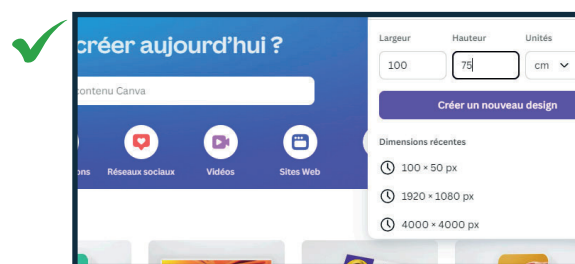 créer aujourd'hui ?
contenu Canva
ons
Réseaux sociaux
Vidéos
Sites Web
Largeur
Hauteur
Unités
100
75
cm
Créer un nouveau design
Dimensions récentes
100 × 50 px
1920 × 1080 px
4000 × 4000 px